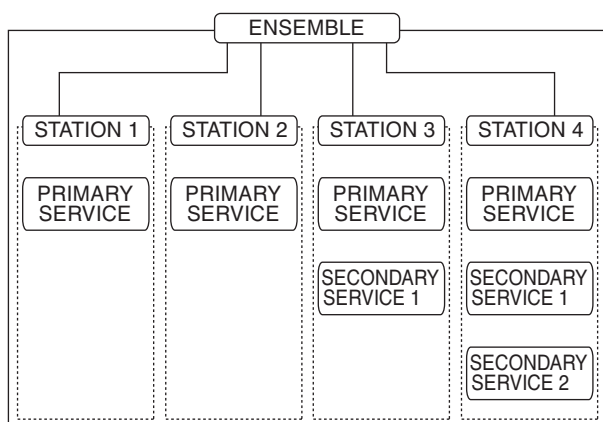 ENSEMBLE
STATION 1
STATION 2
STATION 3
STATION 4
PRIMARY
SERVICE
PRIMARY
SERVICE
PRIMARY
SERVICE
PRIMARY
SERVICE
SECONDARY
SERVICE 1
SECONDARY
SERVICE 1
SECONDARY
SERVICE 2